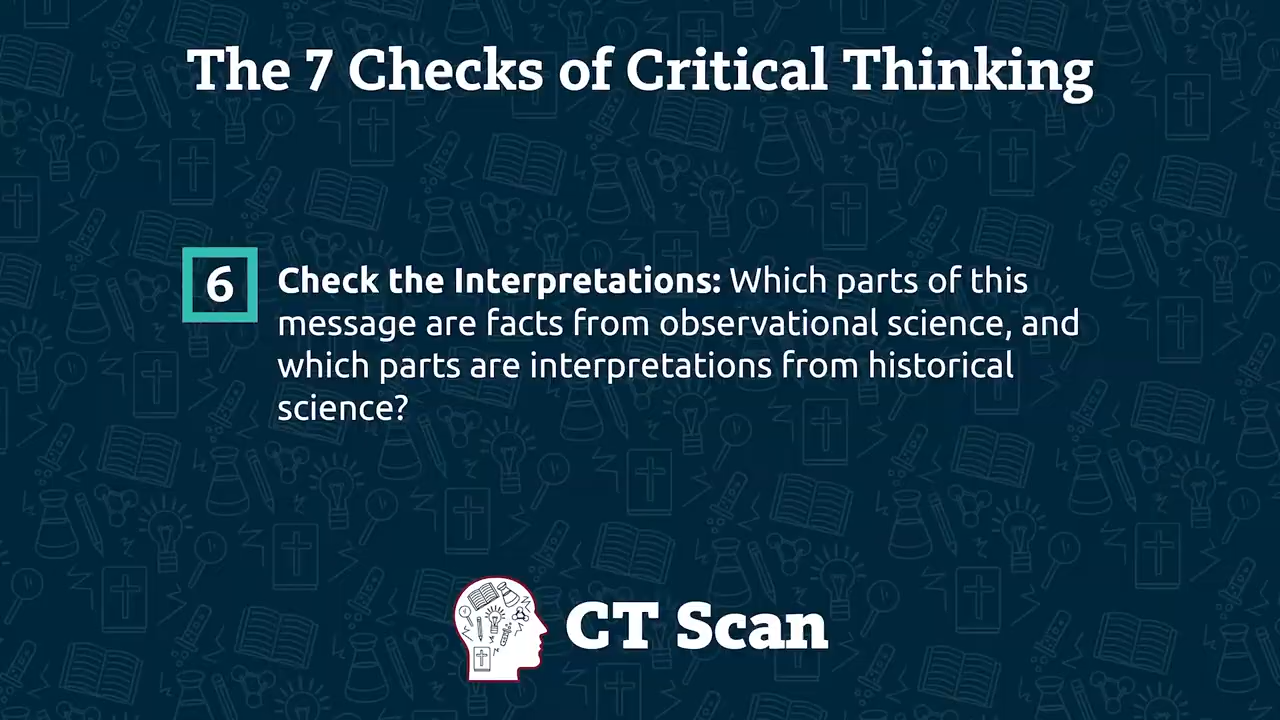 The 7 Checks of Critical Thinking
6
Check the Interpretations: Which parts of this
message are facts from observational science, and
which parts are interpretations from historical
science?
CT Scan